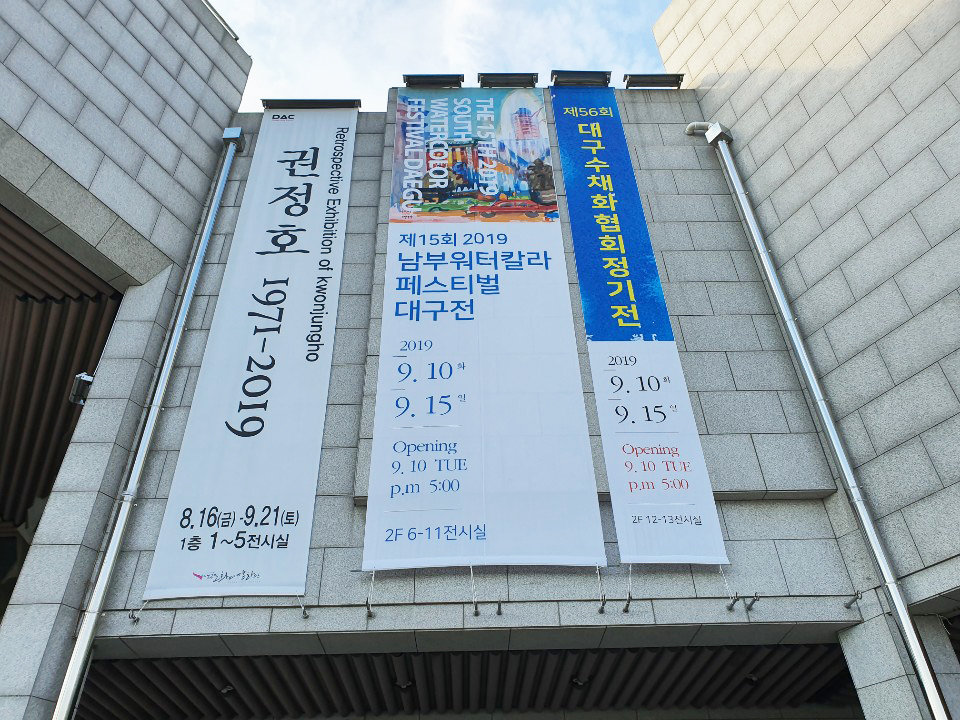 DAC
Retrospective Exhibition of kwonjungho
권정호 1971-2019
8.16(금)-9.21(토)
1층 1~5전시실
THE 15TH 2019
SOUTH
WATERCOLOR
FESTIVAL DAEGU
제15회 2019
남부워터칼라
페스티벌
대구전
2019
9. 10 화
9. 15 일
Opening
9. 10 TUE
p.m 5:00
2F 6-11전시실
제56회
대구수채화협회정기전
2019
9. 10 화
9. 15 일
Opening
9. 10 TUE
p.m 5:00
2F 12-13전시실